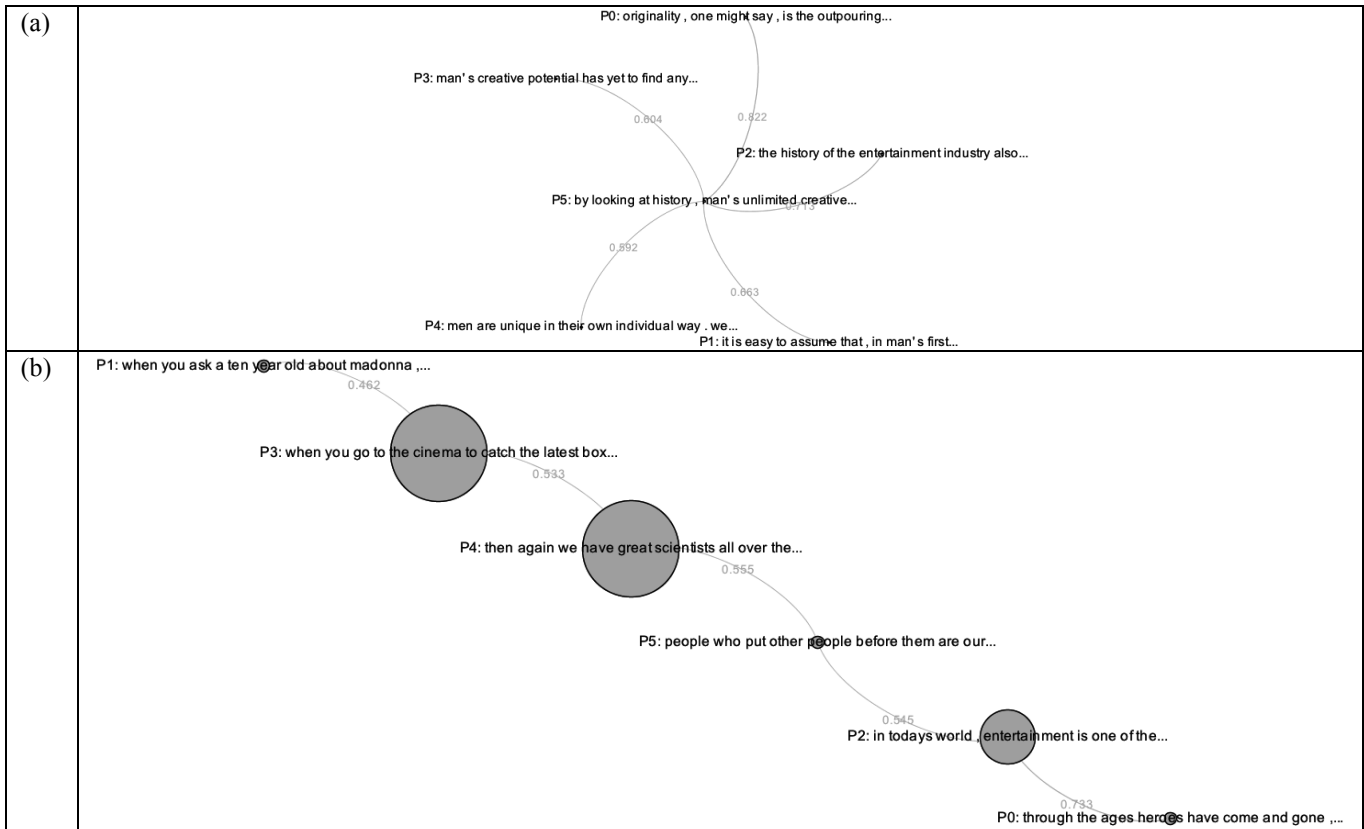 (a)
P0: originality , one might say , is the outpouring...
P3: man' s creative potential has yet to find any...
0.604
0.822
P2: the history of the entertainment industry also...
P5: by looking at history , man' s unlimited creative...
0.713
0.592
0.663
P4: men are unique in their own individual way . we...
P1: it is easy to assume that , in man' s first...
(b)
P1: when you ask a ten year old about madonna ,...
0.462
P3: when you go to the cinema to catch the latest box...
0.533
P4: then again we have great scientists all over the...
0.555
P5: people who put other people before them are our...
0.545
P2: in todays world , entertainment is one of the...
0.733
P0: through the ages heroes have come and gone ,...